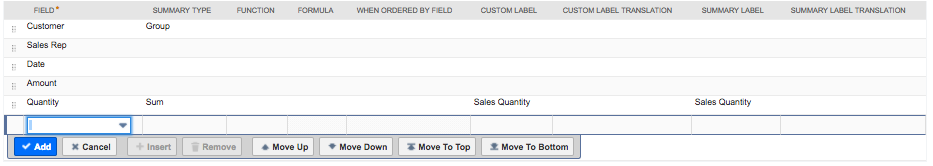 FIELD * SUMMARY TYPE FUNCTION FORMULA WHEN ORDERED BY FIELD CUSTOM LABEL CUSTOM LABEL TRANSLATION SUMMARY LABEL SUMMARY LABEL TRANSLATION
Customer Group
Sales Rep
Date
Amount
Quantity Sum Sales Quantity Sales Quantity
Add Cancel Insert Remove Move Up Move Down Move To Top Move To Bottom